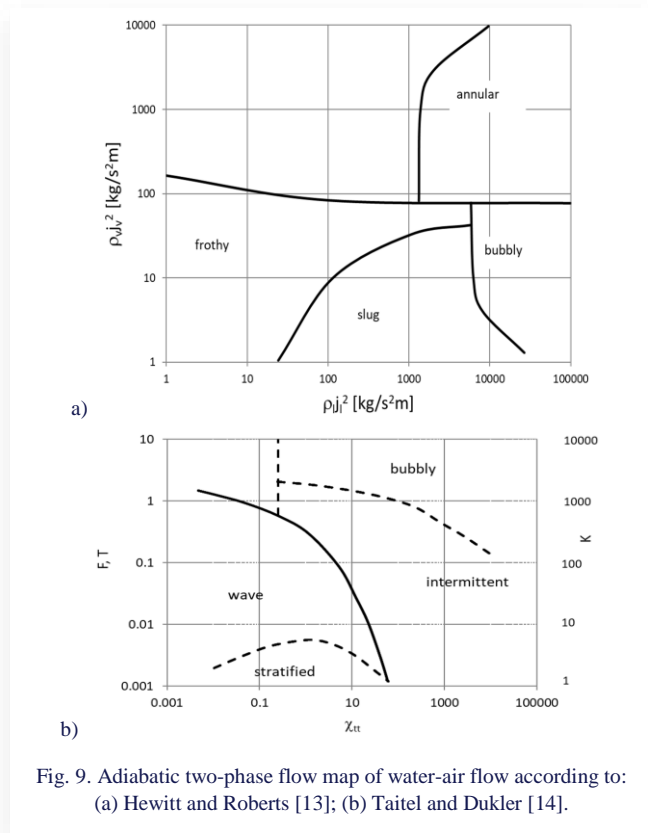 10000
1000
100
10
1
ρᵥjᵥ² [kg/s²m]
annular
frothy
bubbly
slug
1 10 100 1000 10000 100000
ρₗjₗ² [kg/s²m]
a)
10
1
0.1
0.01
0.001
F, T
bubbly
intermittent
wave
stratified
10000
1000
100
10
1
K
0.001 0.1 10 1000 100000
χₜₜ
b)
Fig. 9. Adiabatic two-phase flow map of water-air flow according to:
(a) Hewitt and Roberts [13]; (b) Taitel and Dukler [14].